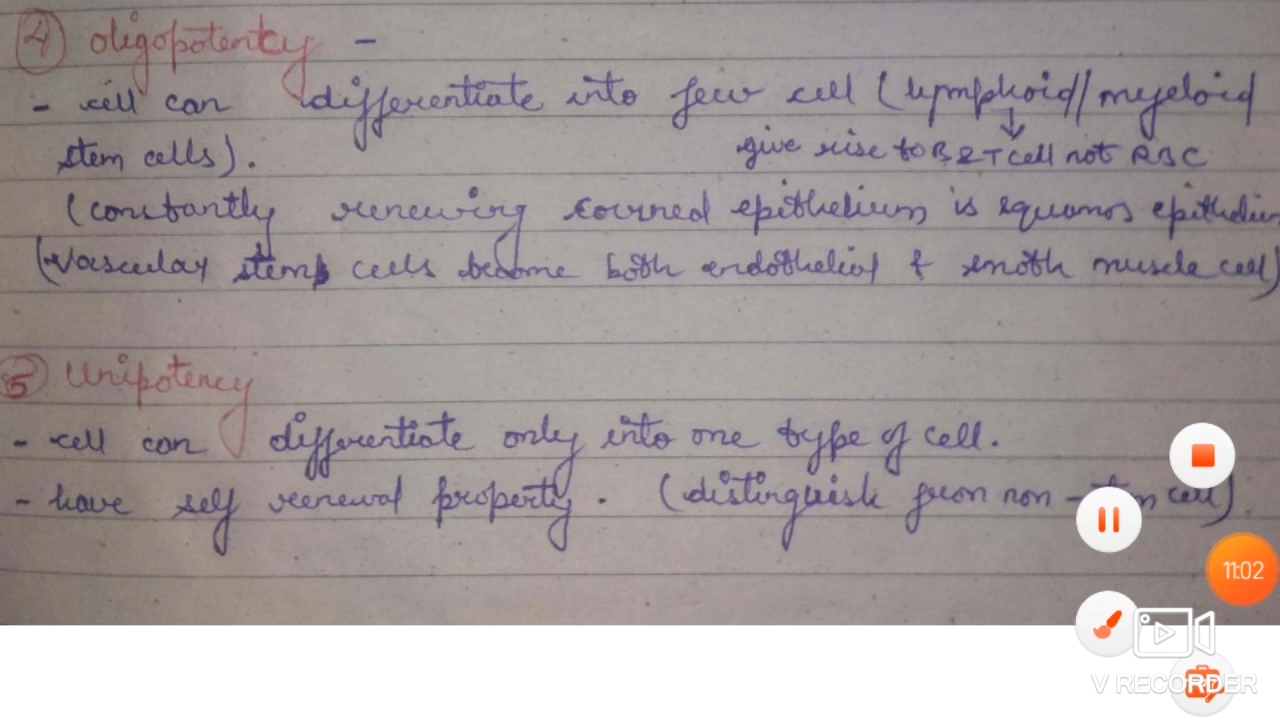 4 Oligopotency -
- cell can differentiate into few cell (lymphoid/myeloid
stem cells).
give rise to B & T cell not RBC
(constantly renewing corneal epithelium is squamos epithelium
(Vascular stem cells become both endothelial & smoth muscle cell)
5 Unipotency
- cell can differentiate only into one type of cell.
- have self renewal property. (distinguish from non-stem cell).
11:02
V RECORDER